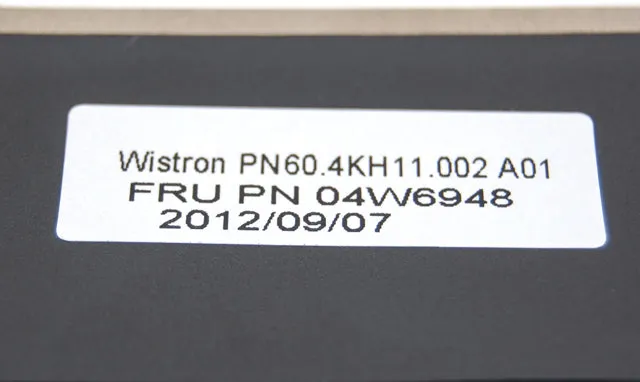 Wistron PN60.4KH11.002 A01
FRU PN 04W6948
2012/09/07